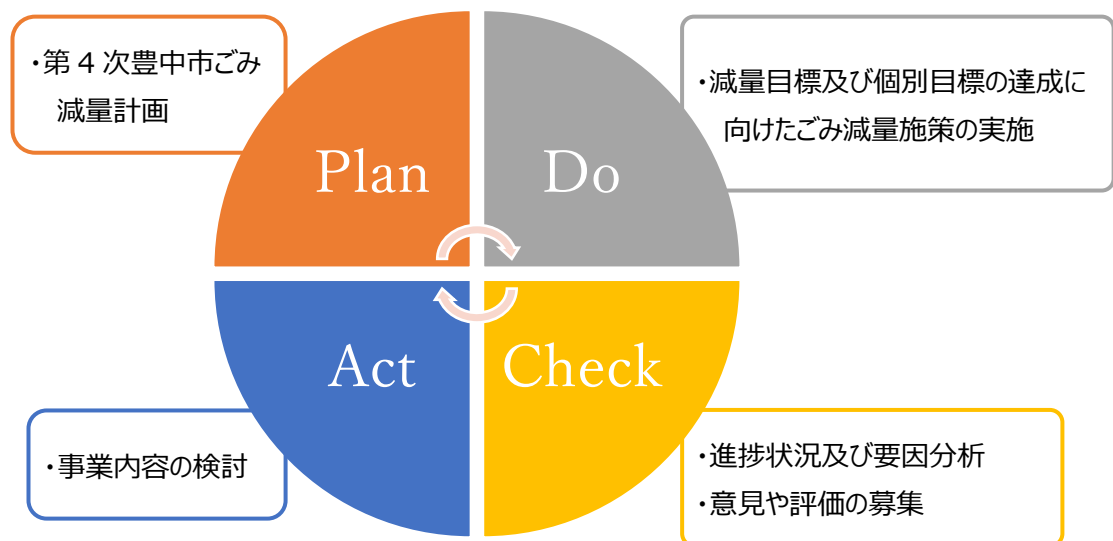 ・第 4 次豊中市ごみ
減量計画
Plan
Do
・減量目標及び個別目標の達成に
向けたごみ減量施策の実施
Act
Check
・事業内容の検討
・進捗状況及び要因分析
・意見や評価の募集